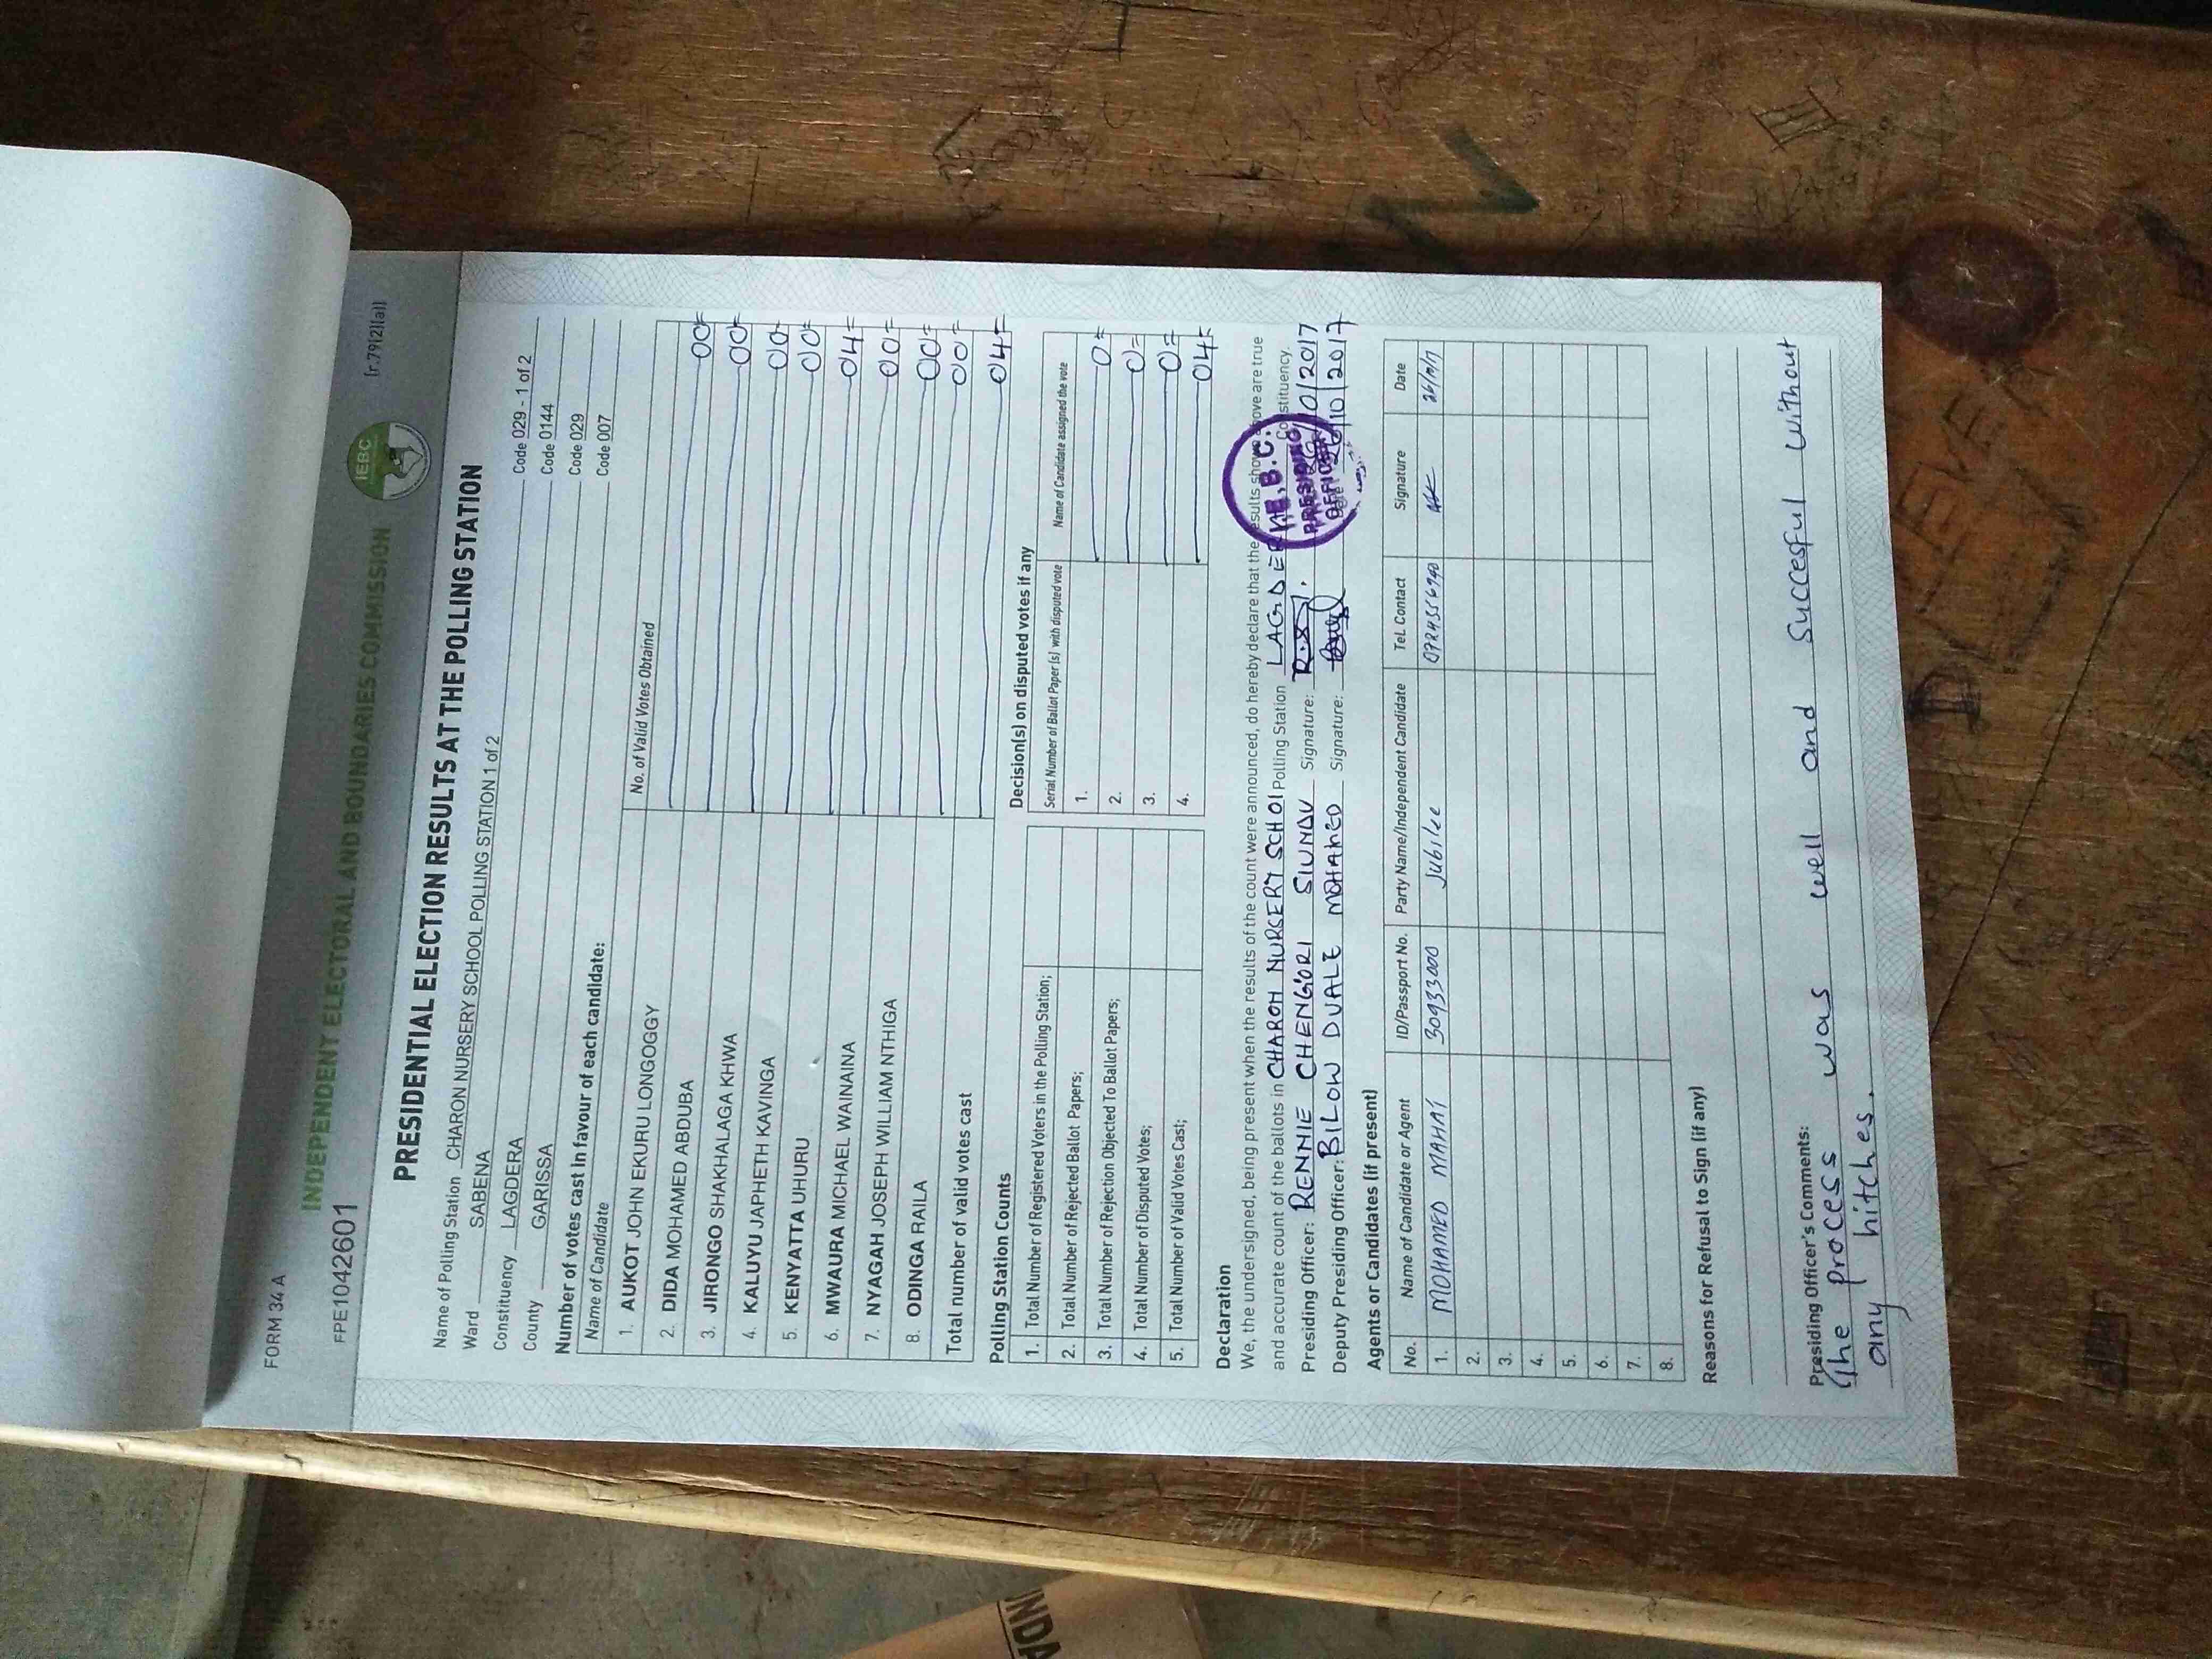 FORM 34 A
[r.79(2)(a)]
FPE1042601
INDEPENDENT ELECTORAL AND BOUNDARIES COMMISSION
IEBC
PRESIDENTIAL ELECTION RESULTS AT THE POLLING STATION
Name of Polling Station CHARON NURSERY SCHOOL POLLING STATION 1 of 2 Code 029 - 1 of 2
Ward SABENA Code 0144
Constituency LAGDERA Code 029
County GARISSA Code 007
Number of votes cast in favour of each candidate:
Name of Candidate No. of Valid Votes Obtained
1. AUKOT JOHN EKURU LONGOGGY 00=
2. DIDA MOHAMED ABDUBA 00=
3. JIRONGO SHAKHALAGA KHWA 00=
4. KALUYU JAPHETH KAVINGA 00=
5. KENYATTA UHURU 04=
6. MWAURA MICHAEL WAINAINA 00=
7. NYAGAH JOSEPH WILLIAM NTHIGA 00=
8. ODINGA RAILA 00=
Total number of valid votes cast 04=
Polling Station Counts
1. Total Number of Registered Voters in the Polling Station;
2. Total Number of Rejected Ballot Papers; 0=
3. Total Number of Rejection Objected To Ballot Papers; 0=
4. Total Number of Disputed Votes; 0=
5. Total Number of Valid Votes Cast; 04=
Decision(s) on disputed votes if any
Serial Number of Ballot Paper(s) with disputed vote Name of Candidate assigned the vote
1.
2.
3.
4.
Declaration
We, the undersigned, being present when the results of the count were announced, do hereby declare that the results shown above are true
and accurate count of the ballots in CHARON NURSERY SCHOL Polling Station LAGDERA Constituency.
Presiding Officer: RENNIE CHENGORI SIUNDU Signature: 26/10/2017
Deputy Presiding Officer: BILOW DUALE MOHAMED Signature: 26/10/2017
I.E.B.C.
PRESIDING
OFFICER
Agents or Candidates (if present)
No. Name of Candidate or Agent ID/Passport No. Party Name/Independent Candidate Tel. Contact Signature Date
1. MOHAMED MAHAT 30933000 Jubilee
2.
3.
4.
5.
6.
7.
8.
Reasons for Refusal to Sign (if any)
Presiding Officer's Comments:
The process was well and succesful without
any hitches.